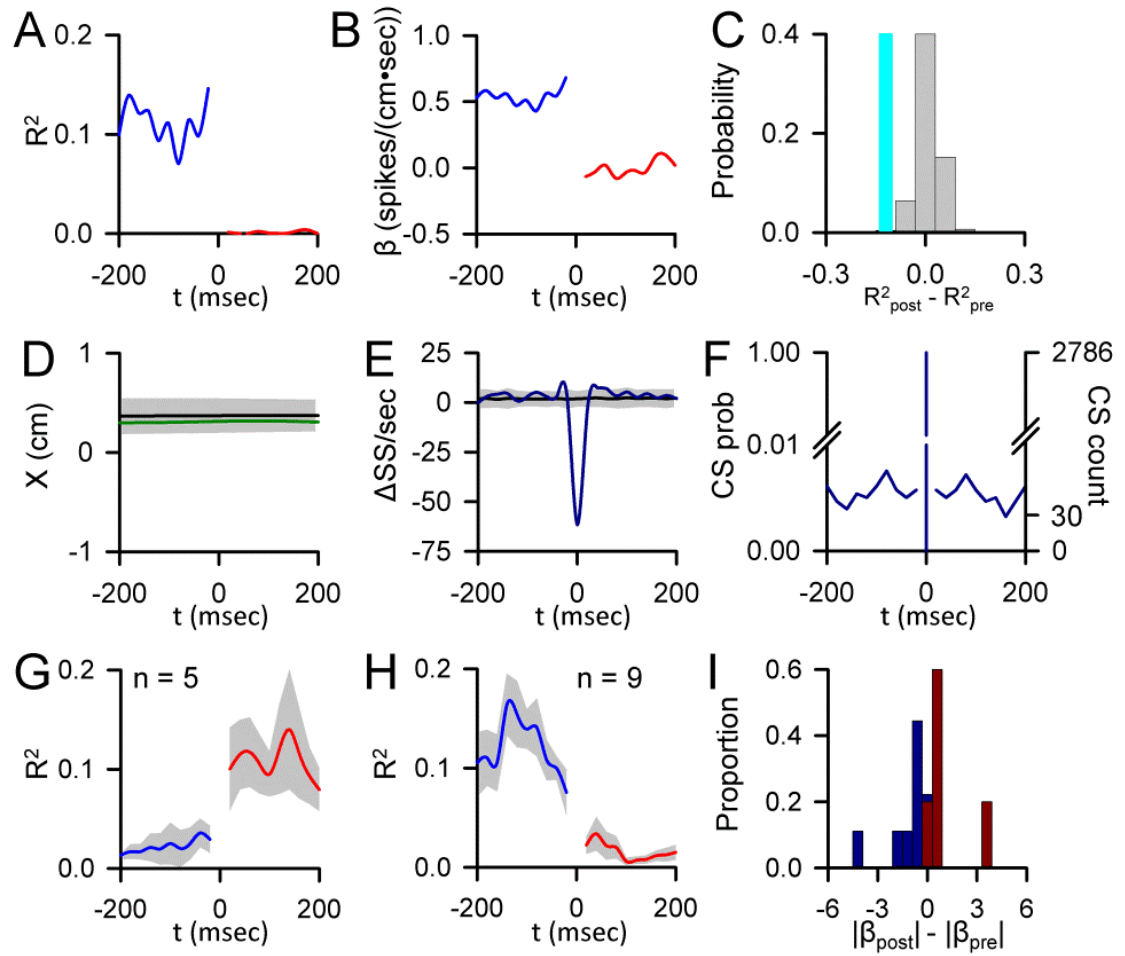 A
0.2
0.1
0.0
R²
-200 0 200
t (msec)
B
1.0
0.5
0.0
-0.5
β (spikes/(cm•sec))
-200 0 200
t (msec)
C
0.4
0.2
0.0
Probability
-0.3 0.0 0.3
R²post - R²pre
D
1
0
-1
X (cm)
-200 0 200
t (msec)
E
25
0
-25
-50
-75
ΔSS/sec
-200 0 200
t (msec)
F
1.00
0.01
0.00
CS prob
2786
30
0
CS count
-200 0 200
t (msec)
G
n = 5
0.2
0.1
0.0
R²
-200 0 200
t (msec)
H
n = 9
0.2
0.1
0.0
R²
-200 0 200
t (msec)
I
0.6
0.4
0.2
0.0
Proportion
-6 -3 0 3 6
|βpost| - |βpre|